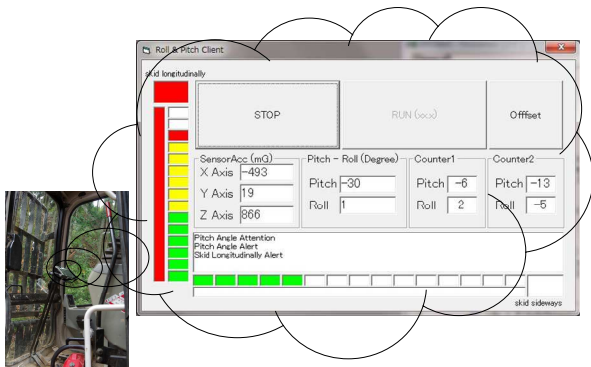 Roll & Pitch Client
skid longitudinally
STOP
RUN
Offfset
SensorAcc (mG)
X Axis -493
Y Axis 19
Z Axis 866
Pitch - Roll (Degree)
Pitch -30
Roll 1
Counter1
Pitch -6
Roll 2
Counter2
Pitch -13
Roll -5
Pitch Angle Attention
Pitch Angle Alert
Skid Longitudinally Alert
skid sideways